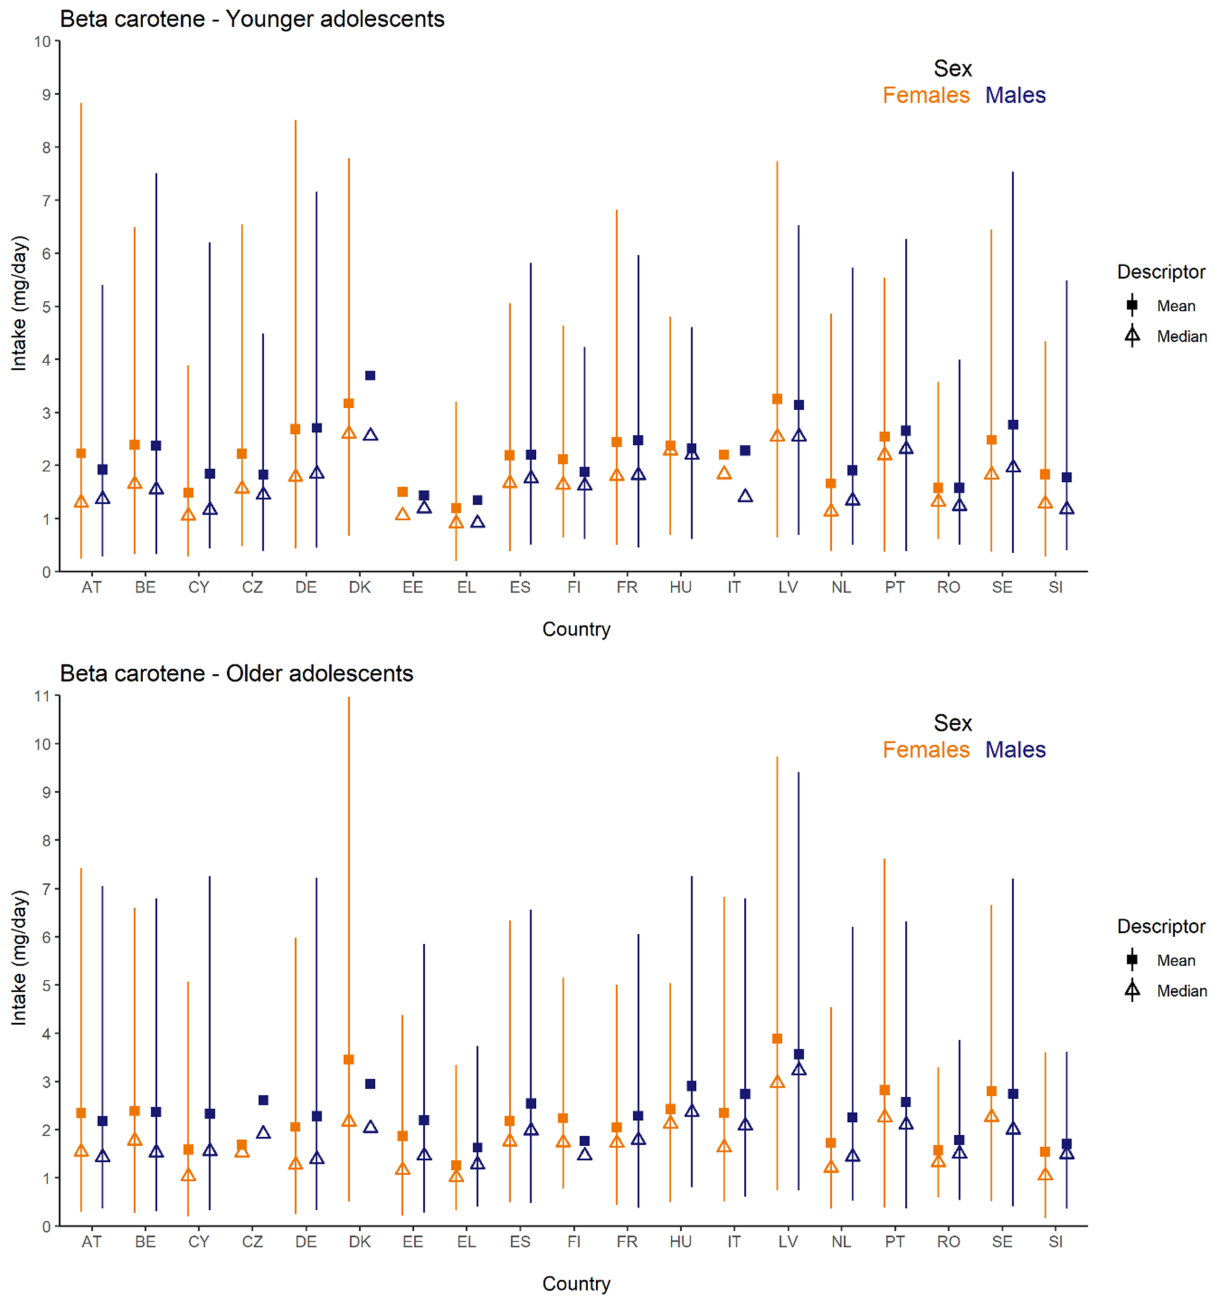 Beta carotene - Younger adolescents
10
9
8
7
6
5
4
3
2
1
0
Intake (mg/day)
Sex
Females Males
Descriptor
Mean
Median
AT BE CY CZ DE DK EE EL ES FI FR HU IT LV NL PT RO SE SI
Country
Beta carotene - Older adolescents
11
10
9
8
7
6
5
4
3
2
1
0
Intake (mg/day)
Sex
Females Males
Descriptor
Mean
Median
AT BE CY CZ DE DK EE EL ES FI FR HU IT LV NL PT RO SE SI
Country